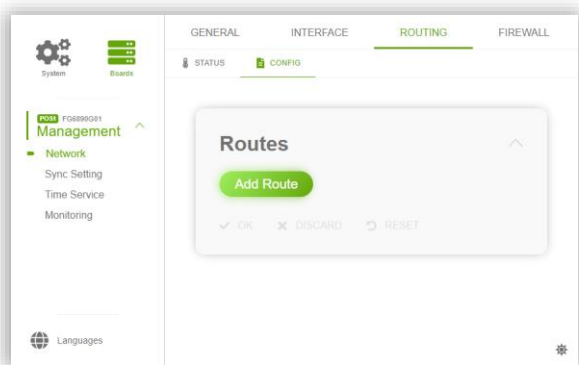 GENERAL INTERFACE ROUTING FIREWALL
System Boards
STATUS CONFIG
POS1 FG6890G01
Management
Network
Sync Setting
Time Service
Monitoring
Routes
Add Route
OK DISCARD RESET
Languages